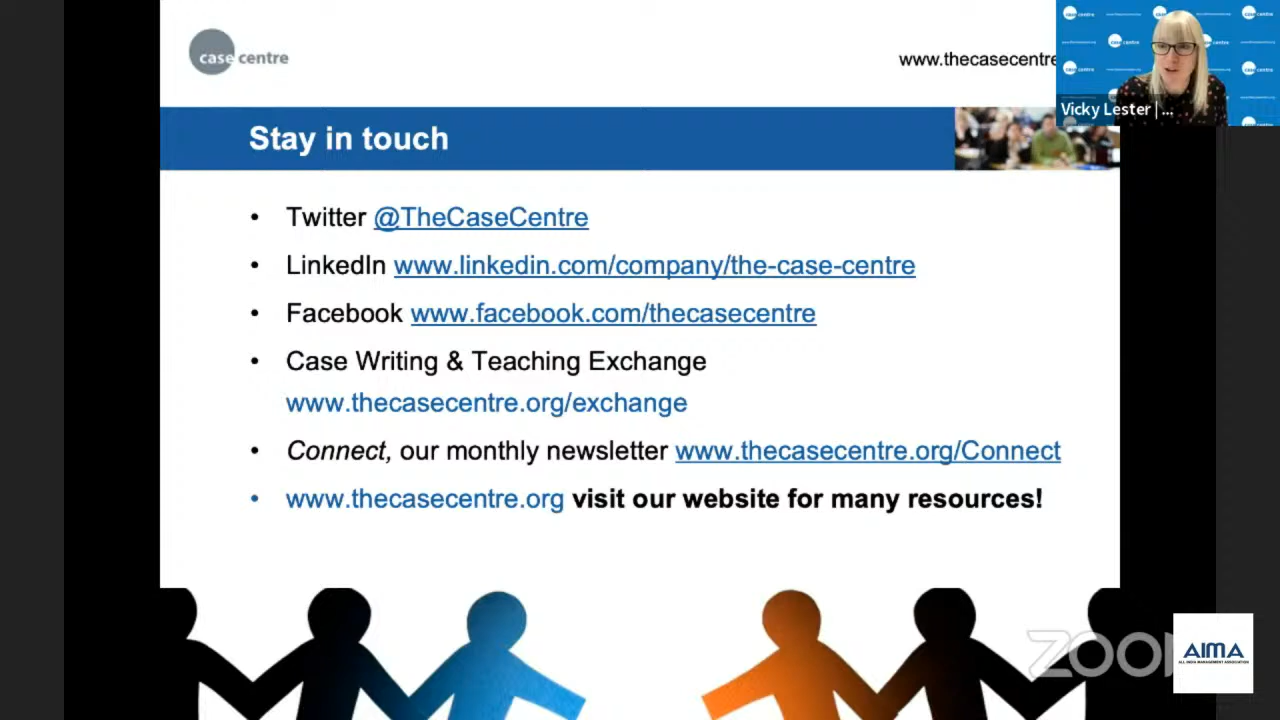 case centre
www.thecasecentre
Vicky Lester | ...
Stay in touch
• Twitter @TheCaseCentre
• LinkedIn www.linkedin.com/company/the-case-centre
• Facebook www.facebook.com/thecasecentre
• Case Writing & Teaching Exchange
www.thecasecentre.org/exchange
• Connect, our monthly newsletter www.thecasecentre.org/Connect
• www.thecasecentre.org visit our website for many resources!
ZOO
AIMA
ALL INDIA MANAGEMENT ASSOCIATION